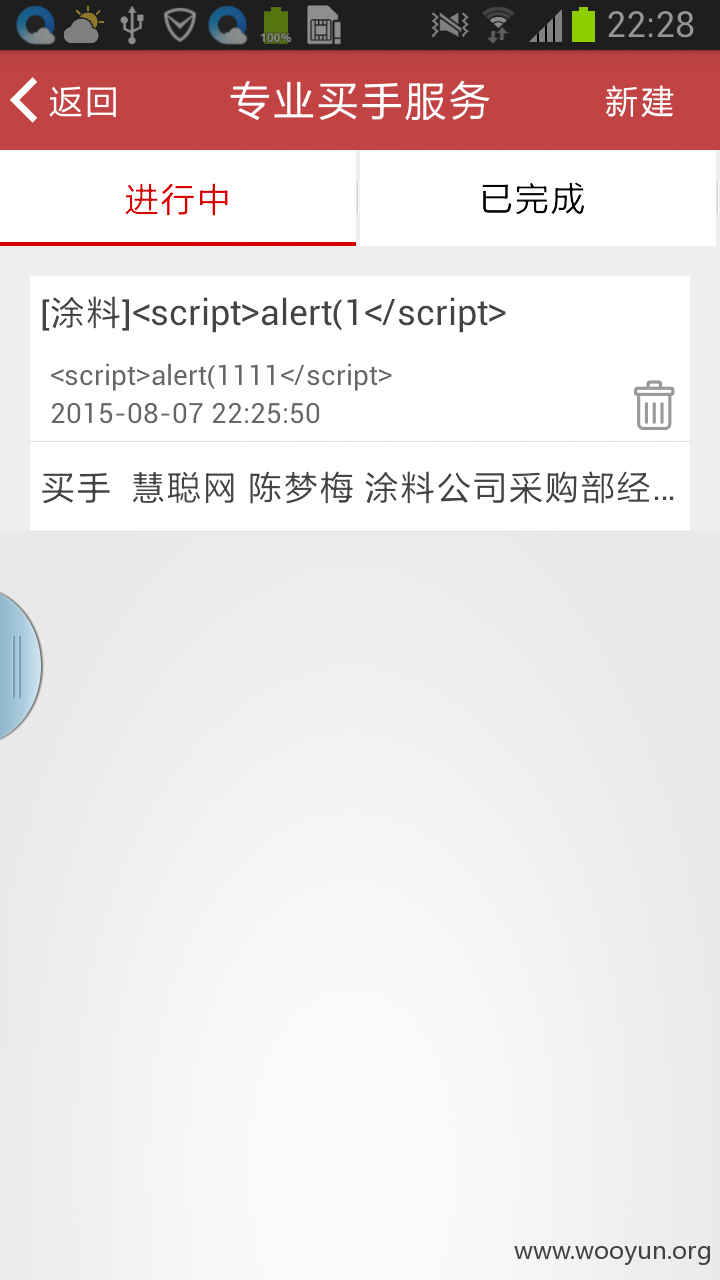 100%
22:28
返回
专业买手服务
新建
进行中
已完成
[涂料]<script>alert(1</script>
<script>alert(1111</script>
2015-08-07 22:25:50
买手 慧聪网 陈梦梅 涂料公司采购部经...
www.wooyun.org